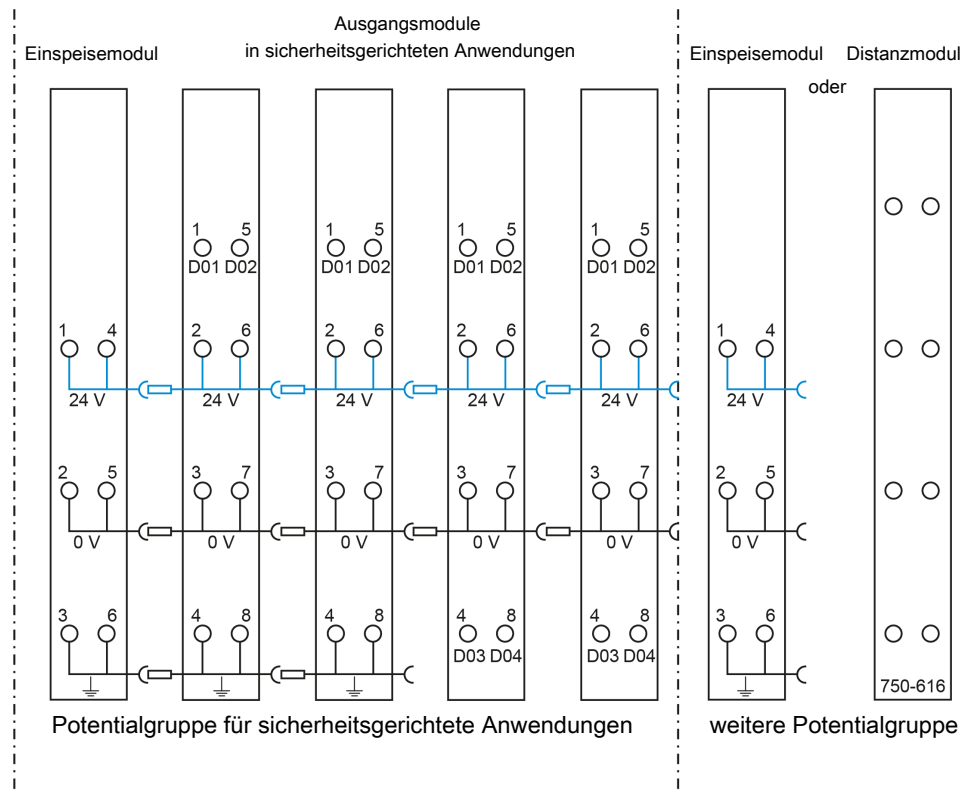 Ausgangsmodule
in sicherheitsgerichteten Anwendungen
Einspeisemodul
Einspeisemodul Distanzmodul
oder
1 5 1 5 1 5 1 5
D01 D02 D01 D02 D01 D02 D01 D02
1 4 2 6 2 6 2 6 2 6 1 4
24 V 24 V 24 V 24 V 24 V 24 V
2 5 3 7 3 7 3 7 3 7 2 5
0 V 0 V 0 V 0 V 0 V 0 V
3 6 4 8 4 8 4 8 4 8 3 6
D03 D04 D03 D04
750-616
Potentialgruppe für sicherheitsgerichtete Anwendungen
weitere Potentialgruppe